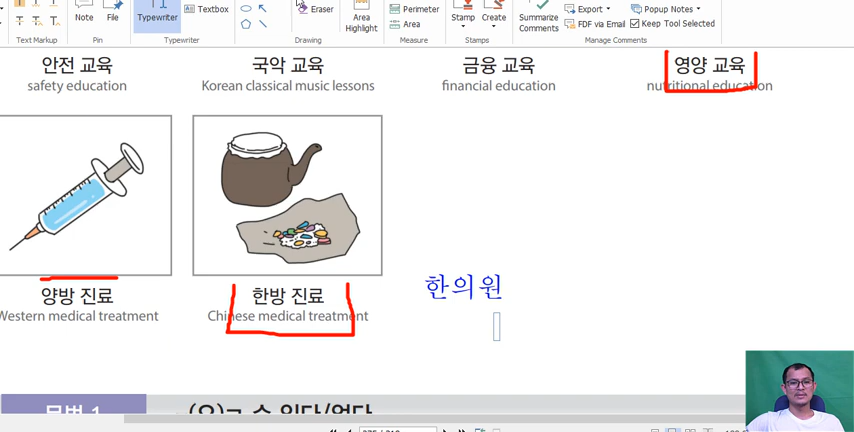 Note File Typewriter Textbox Eraser Area Highlight Perimeter Area Stamp Create Summarize Comments Export Popup Notes
FDF via Email Keep Tool Selected
Text Markup Pin Typewriter Drawing Measure Stamps Manage Comments
안전 교육 국악 교육 금융 교육 영양 교육
safety education Korean classical music lessons financial education nutritional education
한의원
양방 진료 한방 진료
Western medical treatment Chinese medical treatment
문법 1